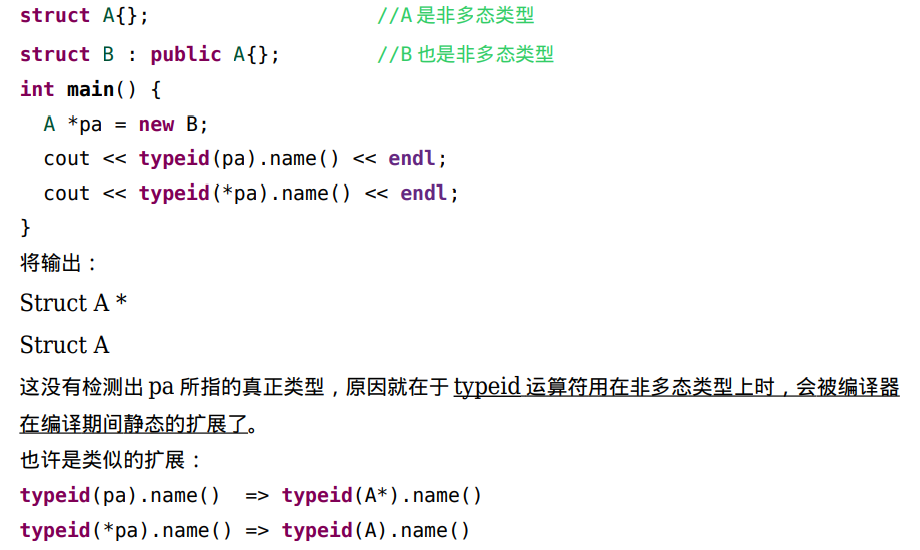 struct A{};                    //A 是非多态类型
struct B : public A{};      //B 也是非多态类型
int main() {
  A *pa = new B;
  cout << typeid(pa).name() << endl;
  cout << typeid(*pa).name() << endl;
}
将输出：
Struct A *
Struct A
这没有检测出 pa 所指的真正类型，原因就在于 typeid 运算符用在非多态类型上时，会被编译器
在编译期间静态的扩展了。
也许是类似的扩展：
typeid(pa).name()  => typeid(A*).name()
typeid(*pa).name() => typeid(A).name()